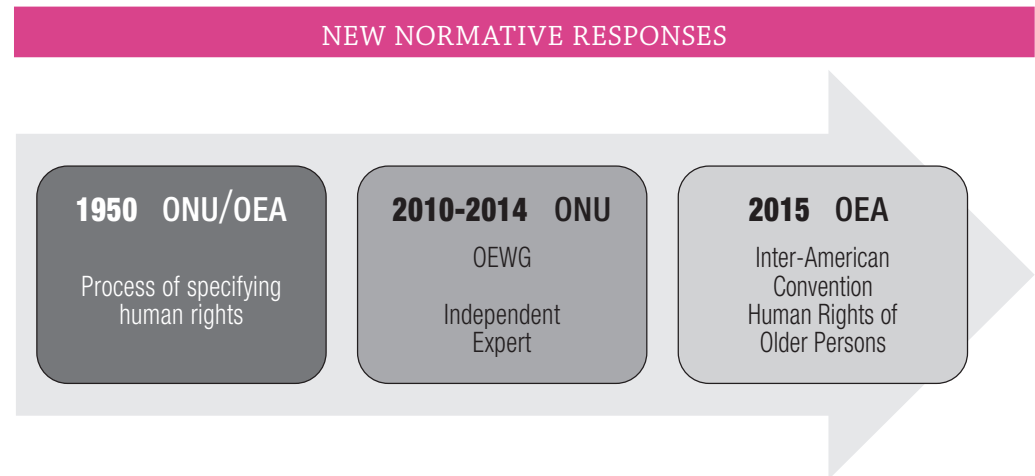 NEW NORMATIVE RESPONSES
1950 ONU/OEA
Process of specifying
human rights
2010-2014 ONU
OEWG
Independent
Expert
2015 OEA
Inter-American
Convention
Human Rights of
Older Persons